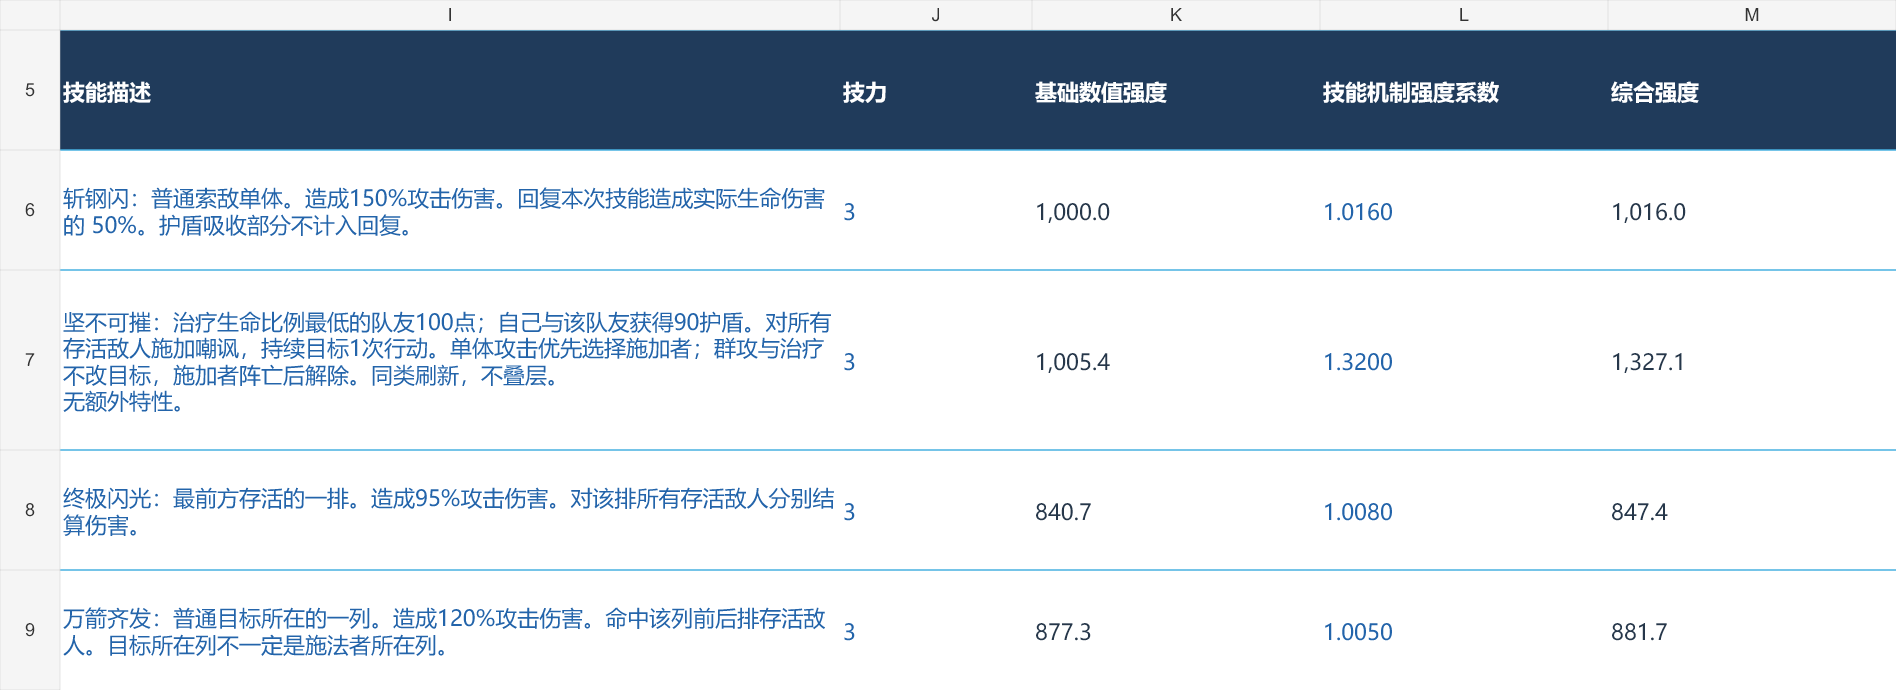 I J K L M
5 技能描述 技力 基础数值强度 技能机制强度系数 综合强度
斩钢闪：普通索敌单体。造成150%攻击伤害。回复本次技能造成实际生命伤害
6 的 50%。护盾吸收部分不计入回复。 3 1,000.0 1.0160 1,016.0
坚不可摧：治疗生命比例最低的队友100点；自己与该队友获得90护盾。对所有
存活敌人施加嘲讽，持续目标1次行动。单体攻击优先选择施加者；群攻与治疗
7 不改目标，施加者阵亡后解除。同类刷新，不叠层。 3 1,005.4 1.3200 1,327.1
无额外特性。
终极闪光：最前方存活的一排。造成95%攻击伤害。对该排所有存活敌人分别结
8 算伤害。 3 840.7 1.0080 847.4
万箭齐发：普通目标所在的一列。造成120%攻击伤害。命中该列前后排存活敌
9 人。目标所在列不一定是施法者所在列。 3 877.3 1.0050 881.7